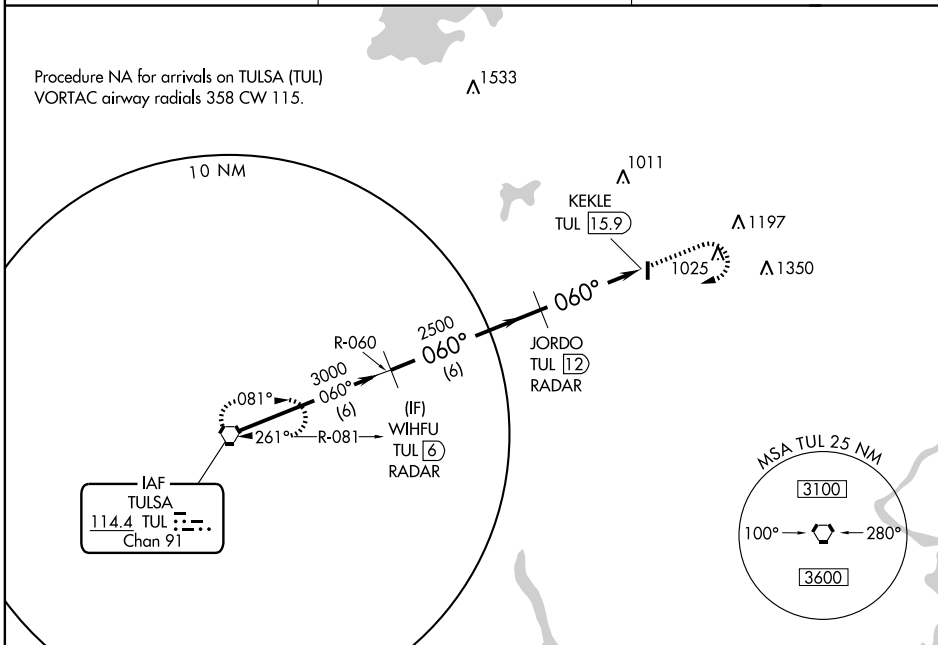 Procedure NA for arrivals on TULSA (TUL)
VORTAC airway radials 358 CW 115.
1533
10 NM
1011
KEKLE
TUL 15.9
1197
1025
1350
060°
2500
060°
(6)
R-060
JORDO
TUL 12
RADAR
3000
060°
(6)
081°
261°
R-081
(IF)
WIHFU
TUL 6
RADAR
IAF
TULSA
114.4 TUL
Chan 91
MSA TUL 25 NM
3100
100°
280°
3600